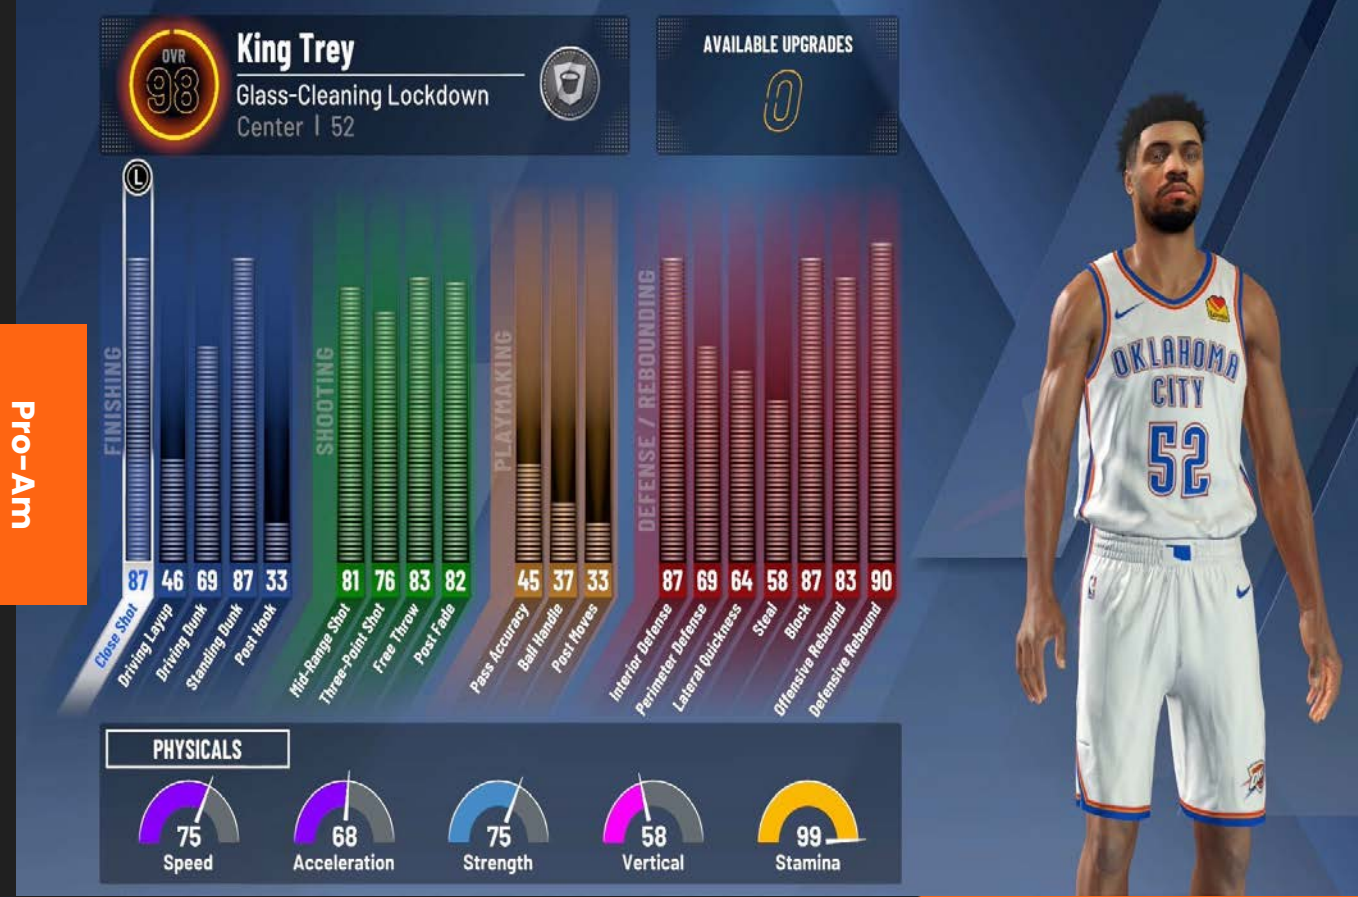 OVR
98
King Trey
Glass-Cleaning Lockdown
Center | 52
AVAILABLE UPGRADES
0
L
FINISHING
87 46 69 87 33
Close Shot
Driving Layup
Driving Dunk
Standing Dunk
Post Hook
SHOOTING
81 76 83 82
Mid-Range Shot
Three-Point Shot
Free Throw
Post Fade
PLAYMAKING
45 37 33
Pass Accuracy
Ball Handle
Post Moves
DEFENSE / REBOUNDING
87 69 64 58 87 83 90
Interior Defense
Perimeter Defense
Lateral Quickness
Steal
Block
Offensive Rebound
Defensive Rebound
Pro-Am
PHYSICALS
75
Speed
68
Acceleration
75
Strength
58
Vertical
99
Stamina
OKLAHOMA
CITY
52